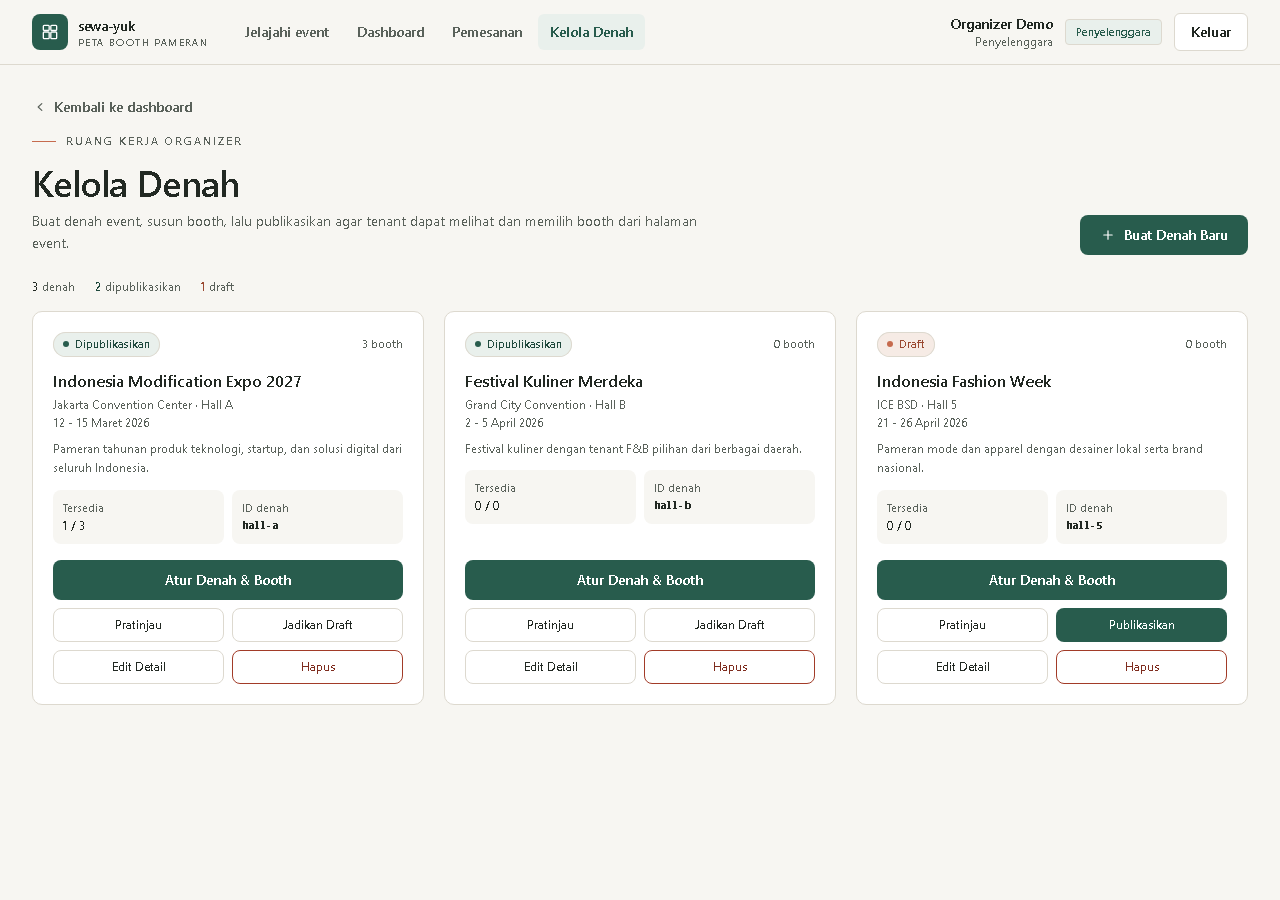 sewa-yuk
PETA BOOTH PAMERAN
Jelajahi event
Dashboard
Pemesanan
Kelola Denah
Organizer Demo
Penyelenggara
Penyelenggara
Keluar
Kembali ke dashboard
RUANG KERJA ORGANIZER
Kelola Denah
Buat denah event, susun booth, lalu publikasikan agar tenant dapat melihat dan memilih booth dari halaman
event.
Buat Denah Baru
3 denah
2 dipublikasikan
1 draft
Dipublikasikan
3 booth
Indonesia Modification Expo 2027
Jakarta Convention Center · Hall A
12 - 15 Maret 2026
Pameran tahunan produk teknologi, startup, dan solusi digital dari
seluruh Indonesia.
Tersedia
1 / 3
ID denah
hall-a
Atur Denah & Booth
Pratinjau
Jadikan Draft
Edit Detail
Hapus
Dipublikasikan
0 booth
Festival Kuliner Merdeka
Grand City Convention · Hall B
2 - 5 April 2026
Festival kuliner dengan tenant F&B pilihan dari berbagai daerah.
Tersedia
0 / 0
ID denah
hall-b
Atur Denah & Booth
Pratinjau
Jadikan Draft
Edit Detail
Hapus
Draft
0 booth
Indonesia Fashion Week
ICE BSD · Hall 5
21 - 26 April 2026
Pameran mode dan apparel dengan desainer lokal serta brand
nasional.
Tersedia
0 / 0
ID denah
hall-5
Atur Denah & Booth
Pratinjau
Publikasikan
Edit Detail
Hapus